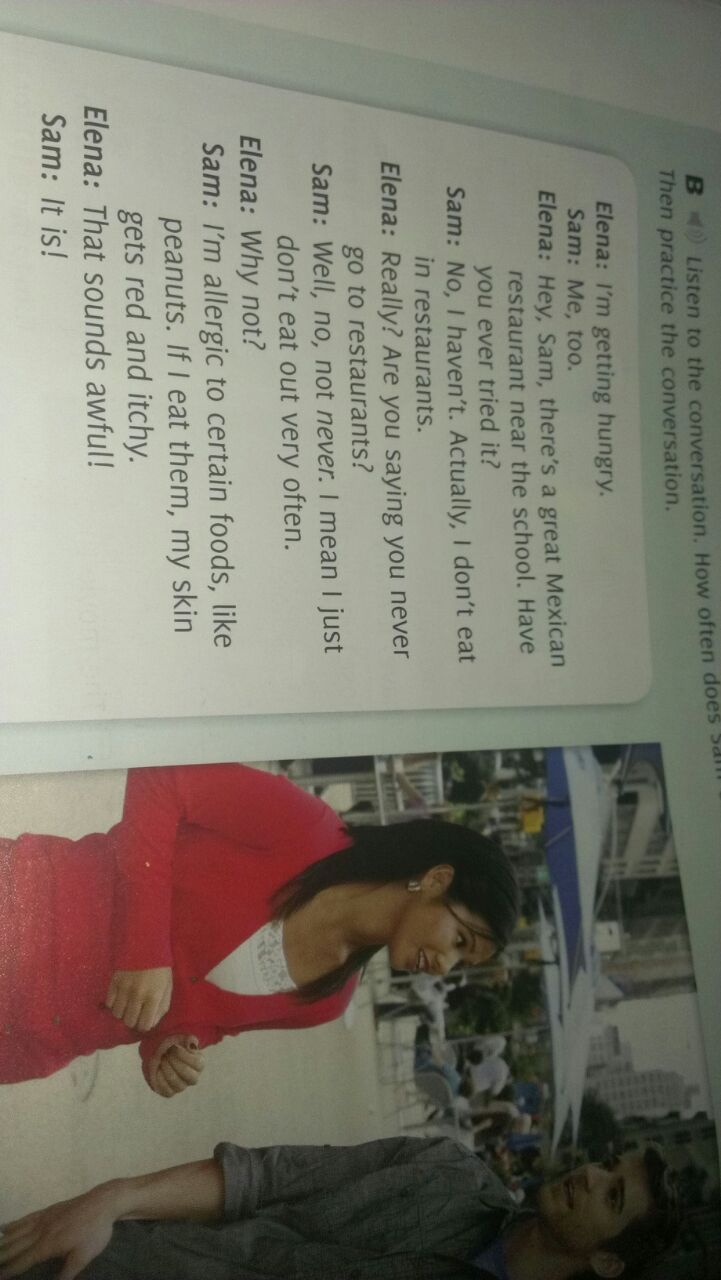 B Listen to the conversation. How often does Sam
Then practice the conversation.
Elena: I'm getting hungry.
Sam: Me, too.
Elena: Hey, Sam, there's a great Mexican
restaurant near the school. Have
you ever tried it?
Sam: No, I haven't. Actually, I don't eat
in restaurants.
Elena: Really? Are you saying you never
go to restaurants?
Sam: Well, no, not never. I mean I just
don't eat out very often.
Elena: Why not?
Sam: I'm allergic to certain foods, like
peanuts. If I eat them, my skin
gets red and itchy.
Elena: That sounds awful!
Sam: It is!